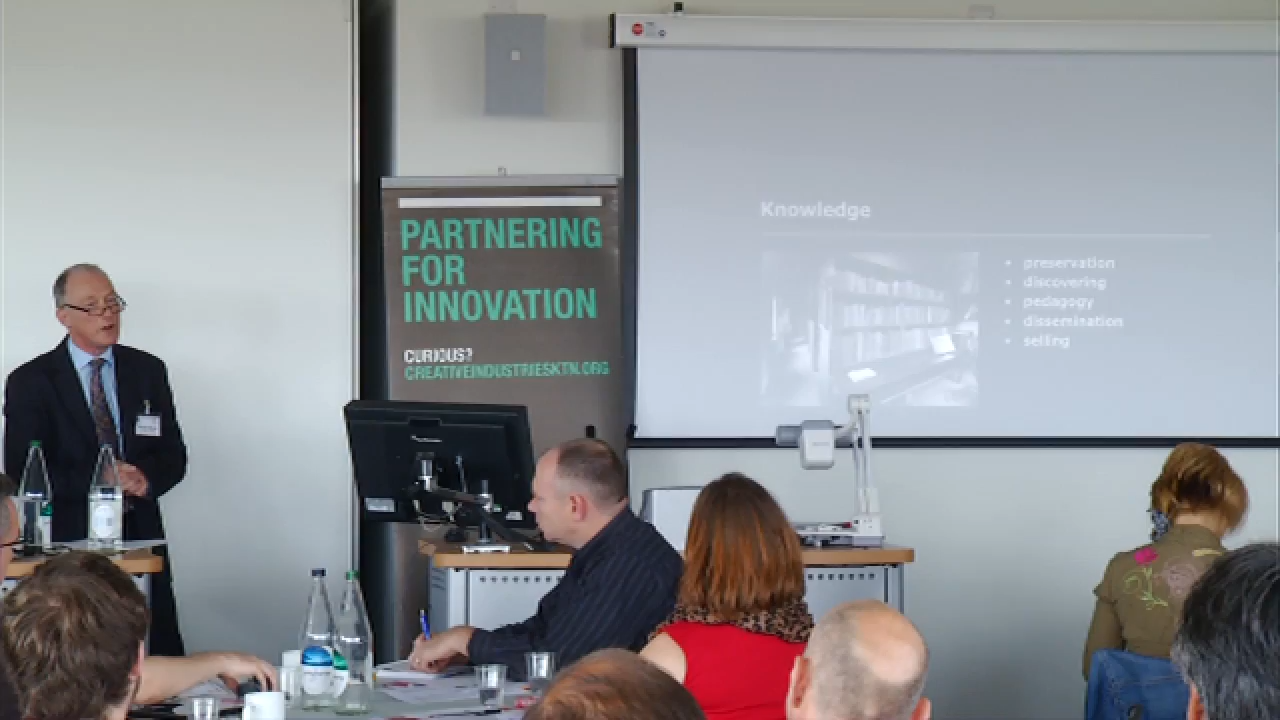 PARTNERING
FOR
INNOVATION
CURIOUS?
CREATIVEINDUSTRIESKTN.ORG
Knowledge
• preservation
• discovering
• pedagogy
• dissemination
• selling